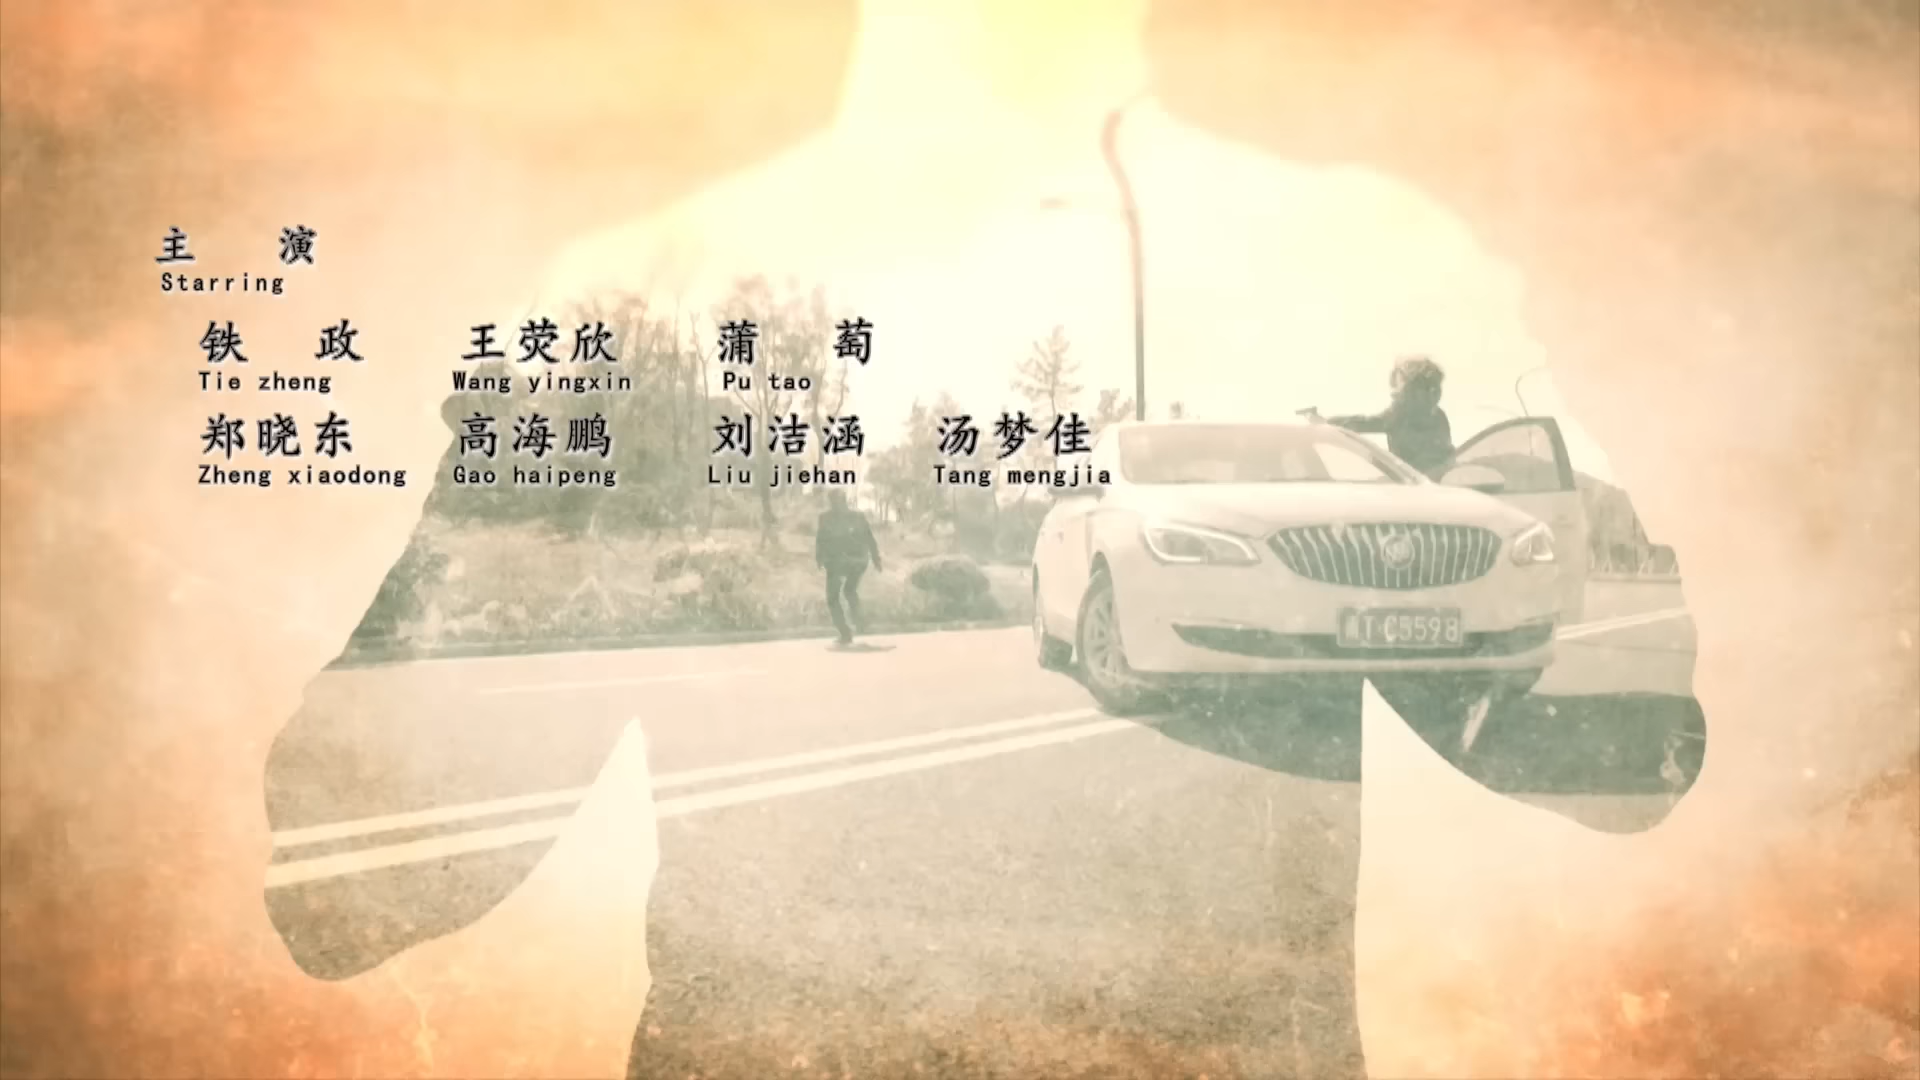 主 演
Starring
铁 政 王荧欣 蒲 萄
Tie zheng Wang yingxin Pu tao
郑晓东 高海鹏 刘洁涵 汤梦佳
Zheng xiaodong Gao haipeng Liu jiehan Tang mengjia
T·C5598